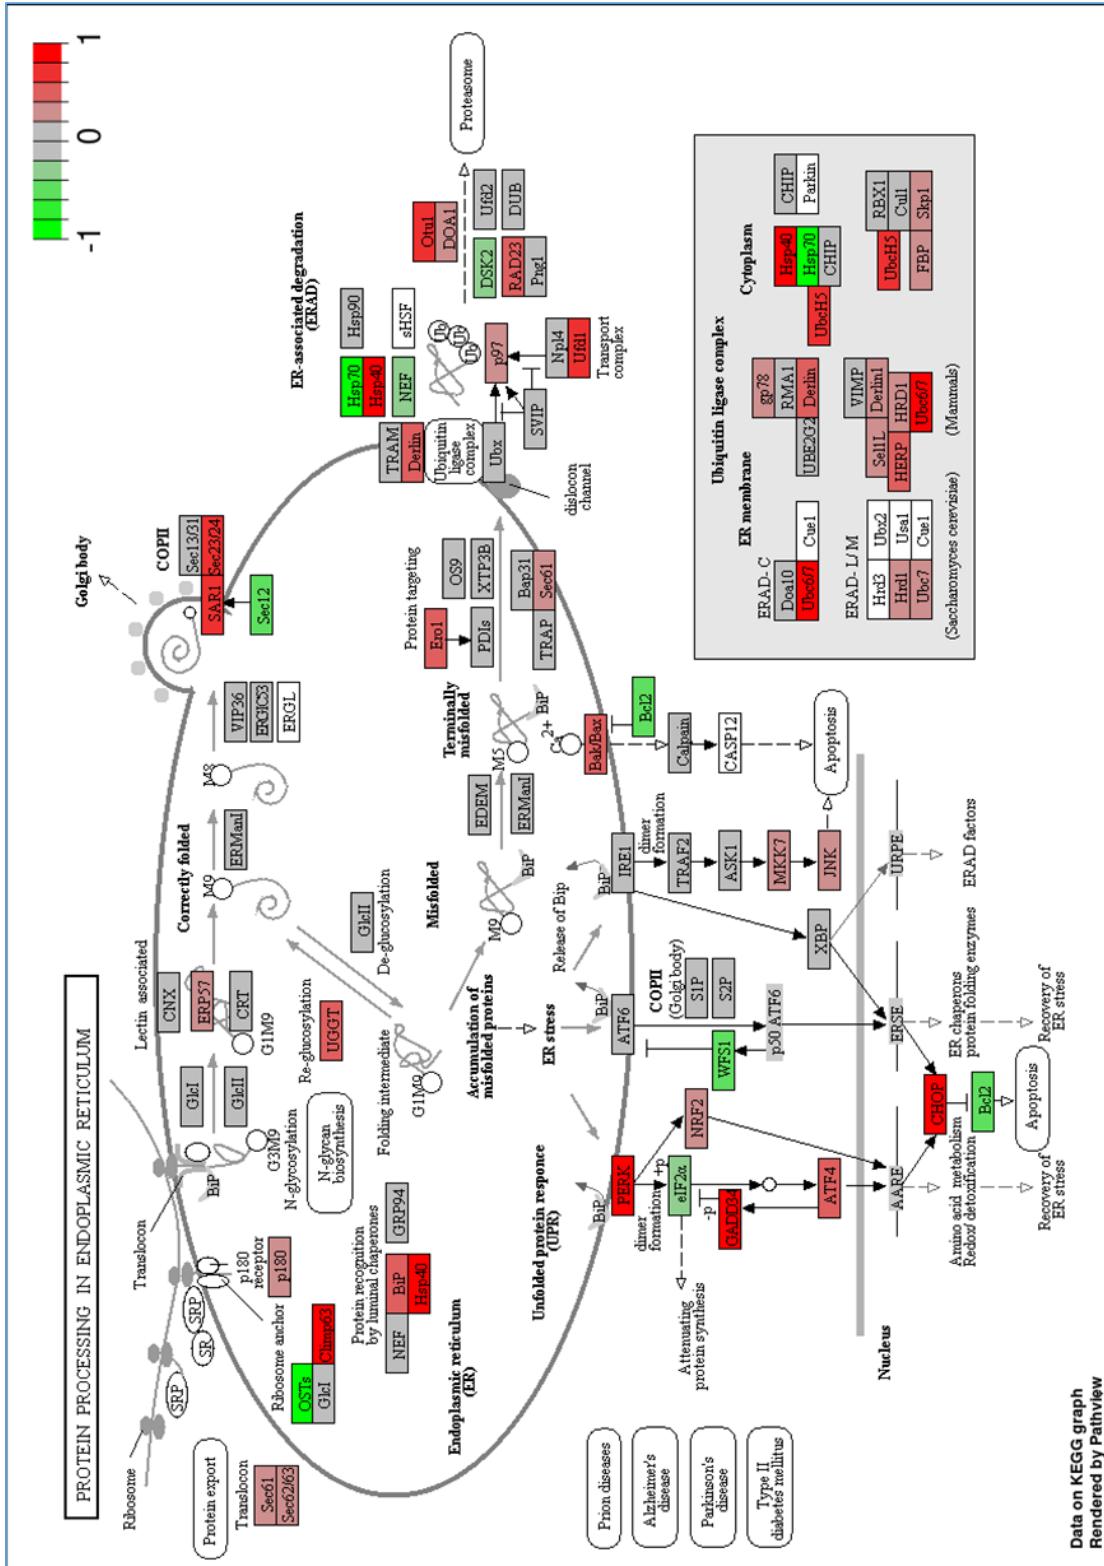 PROTEIN PROCESSING IN ENDOPLASMIC RETICULUM
-1
0
1
Ribosome
SRP
SR
SRP
Protein export
Translocon
Sec61
Sec62/63
Translocon
p180
receptor
p180
Ribosome anchor
OSTs
Climp63
GlcI
BiP
G3M9
N-glycosylation
N-glycan
biosynthesis
Protein recognition
by luminal chaperones
NEF
BiP
GRP94
Hsp40
Endoplasmic reticulum
(ER)
GlcI
GlcII
Lectin associated
CNX
ERP57
CRT
G1M9
Re-glucosylation
UGGT
Folding intermediate
G1M9
GlcII
De-glucosylation
Correctly folded
M9
ERManI
M8
VIP36
ERGIC53
ERGL
Golgi body
COPII
SAR1
Sec13/31
Sec23/24
Sec12
Accumulation of
misfolded proteins
ER stress
Misfolded
M9
BiP
EDEM
ERManI
Terminally
misfolded
M5
BiP
Protein targeting
Ero1
PDIs
OS9
XTP3B
TRAP
Bap31
Sec61
dislocon
channel
TRAM
Derlin
Ubiquitin
ligase
complex
Ubx
ER-associated degradation
(ERAD)
Hsp70
Hsp40
Hsp90
NEF
sHSF
Ub
Ub
Ub
p97
SVIP
Npl4
Ufd1
Transport
complex
Otu1
DOA1
DSK2
RAD23
Png1
Ufd2
DUB
Proteasome
Unfolded protein responce
(UPR)
BiP
PERK
dimer
formation
+p
eIF2α
-p
GADD34
NRF2
ATF4
Attenuating
protein synthesis
BiP
ATF6
COPII
(Golgi body)
S1P
S2P
WFS1
p50 ATF6
Release of Bip
BiP
IRE1
dimer
formation
TRAF2
ASK1
MKK7
JNK
XBP
Ca
2+
Bak/Bax
Bcl2
Calpain
CASP12
Apoptosis
Nucleus
AARE
ERSE
URPE
CHOP
Bcl2
Apoptosis
Amino acid metabolism
Redox/ detoxification
Recovery of
ER stress
ER chaperons
protein folding enzymes
Recovery of
ER stress
ERAD factors
Prion diseases
Alzheimer's
disease
Parkinson's
disease
Type II
diabetes mellitus
Ubiquitin ligase complex
ER membrane
Cytoplasm
ERAD- C
Doa10
Ubc6/7
Cue1
UBE2G2
gp78
RMA1
Derlin
UbcH5
Hsp40
Hsp70
CHIP
CHIP
Parkin
ERAD- L/ M
Hrd3
Ubx2
Hrd1
Usa1
Ubc7
Cue1
VIMP
Sel1L
Derlin1
HERP
HRD1
Ubc6/7
UbcH5
RBX1
Cul1
FBP
Skp1
(Saccharomyces cerevisiae)
(Mammals)
Data on KEGG graph
Rendered by Pathview